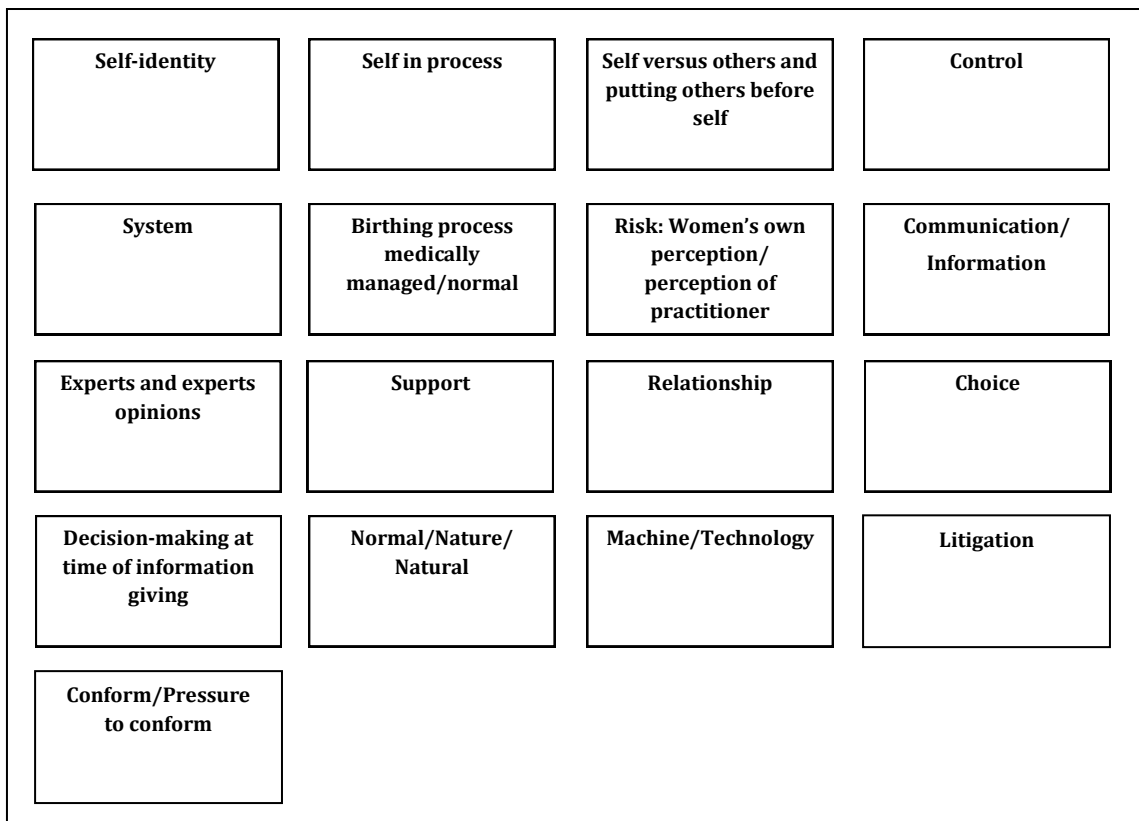 Self-identity
Self in process
Self versus others and
putting others before
self
Control
System
Birthing process
medically
managed/normal
Risk: Women’s own
perception/
perception of
practitioner
Communication/
Information
Experts and experts
opinions
Support
Relationship
Choice
Decision-making at
time of information
giving
Normal/Nature/
Natural
Machine/Technology
Litigation
Conform/Pressure
to conform